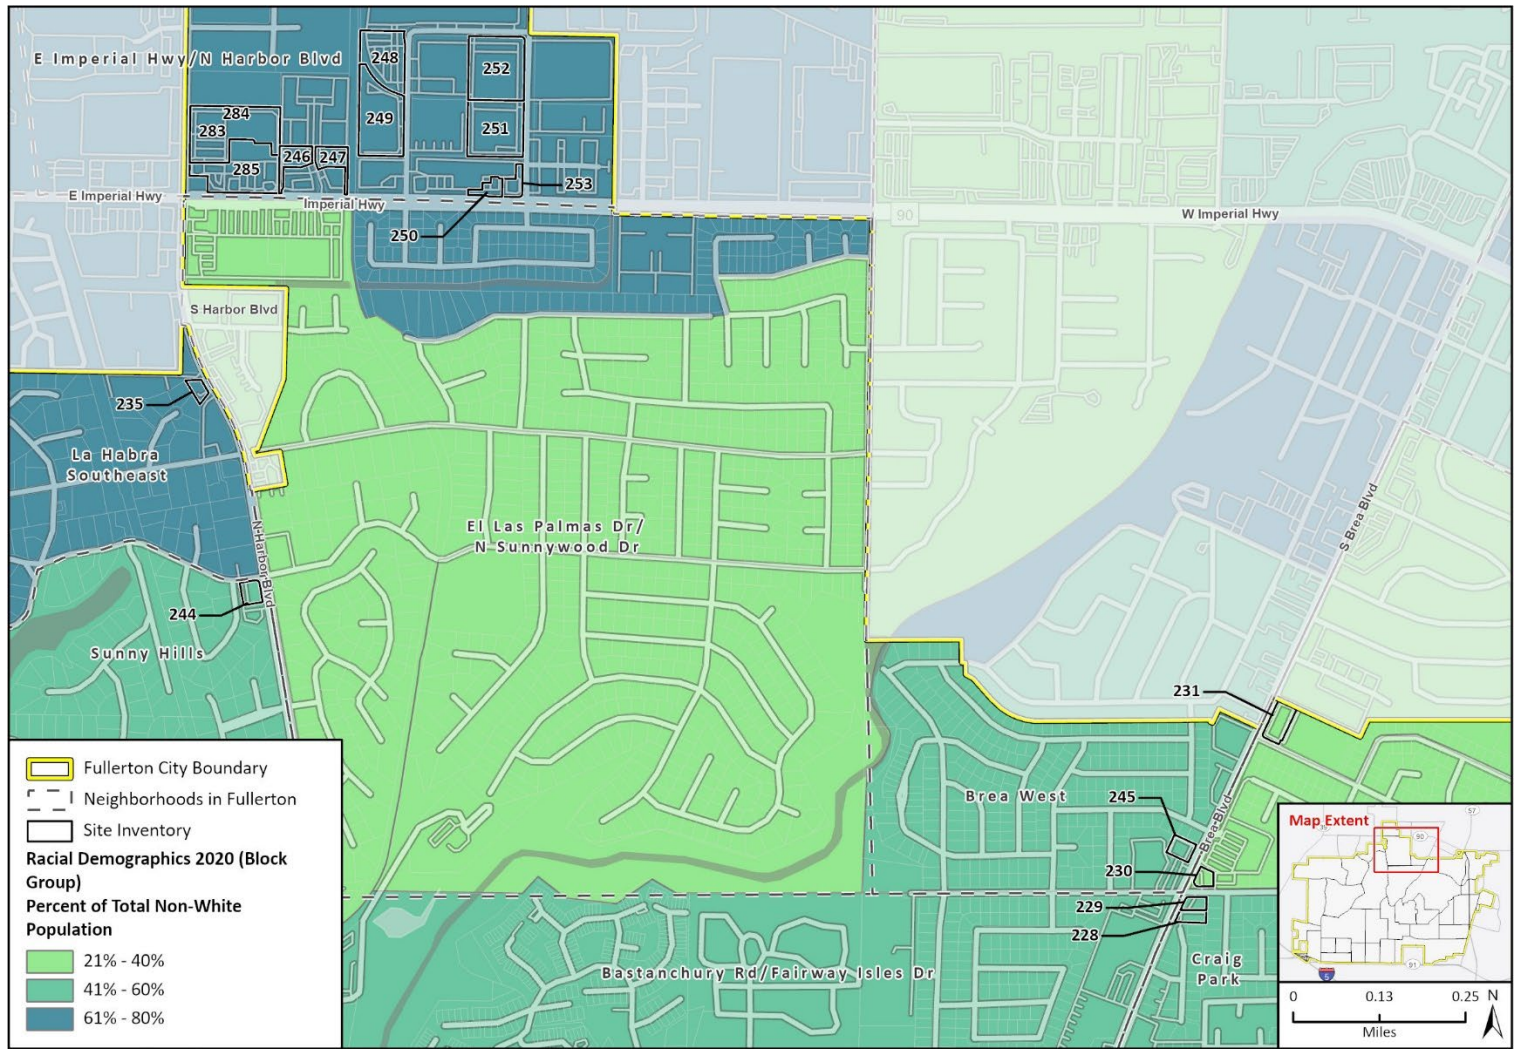 E Imperial Hwy/N Harbor Blvd
248
252
284
283
249
251
246
247
285
253
E Imperial Hwy
Imperial Hwy
250
90
W Imperial Hwy
S Harbor Blvd
235
La Habra
Southeast
N Harbor Blvd
El Las Palmas Dr/
N Sunnywood Dr
S Brea Blvd
244
Sunny Hills
231
Brea West
245
Brea Blvd
230
229
228
Craig
Park
Bastanchury Rd/Fairway Isles Dr
Fullerton City Boundary
Neighborhoods in Fullerton
Site Inventory
Racial Demographics 2020 (Block
Group)
Percent of Total Non-White
Population
21% - 40%
41% - 60%
61% - 80%
Map Extent
57
90
91
5
0 0.13 0.25
Miles
N